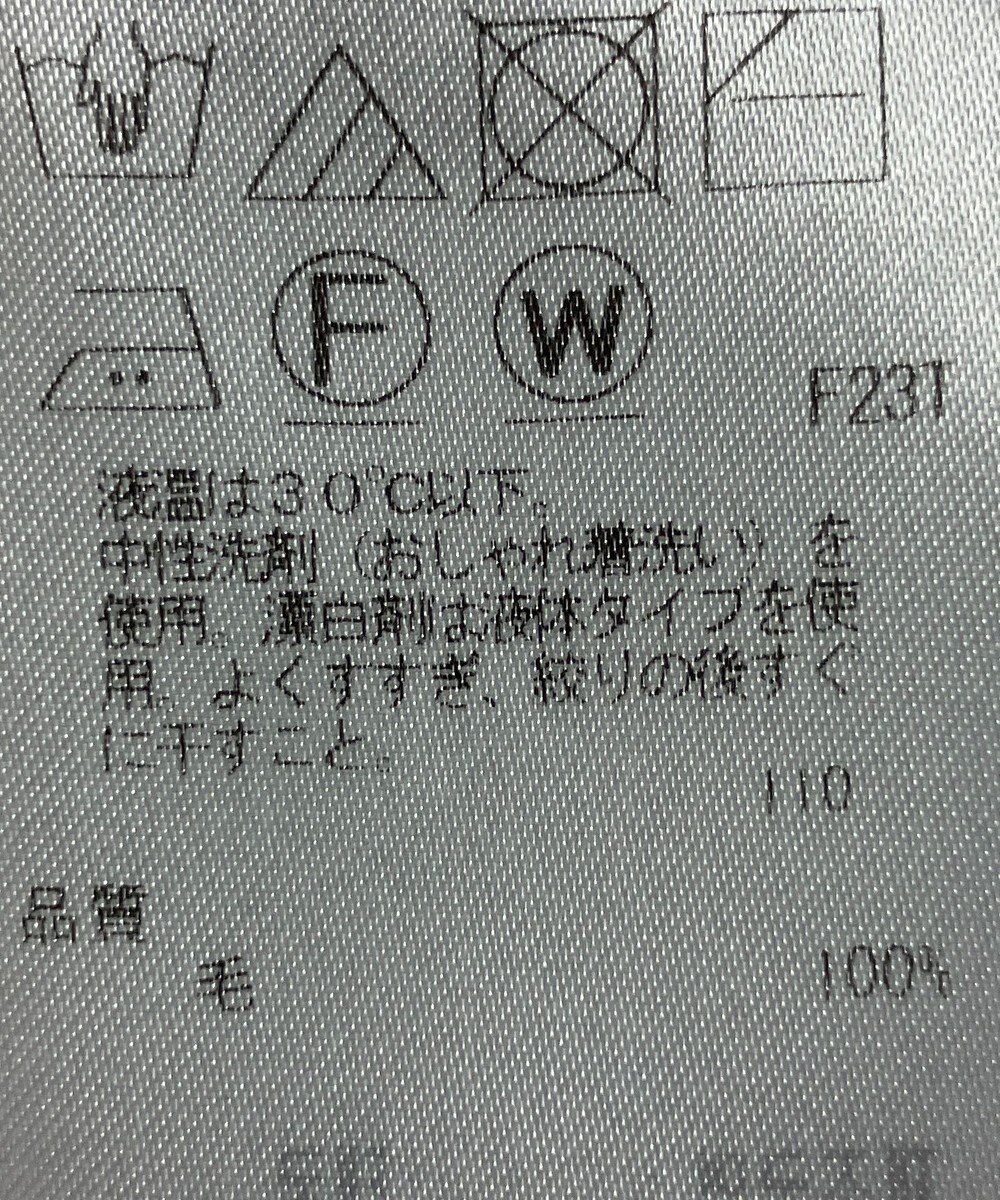 F W
F23T
液温は30℃以下。
中性洗剤（おしゃれ着洗い）を
使用。漂白剤は液体タイプを使
用。よくすすぎ、絞りの後すぐ
に干すこと。
110
品質
毛 100%